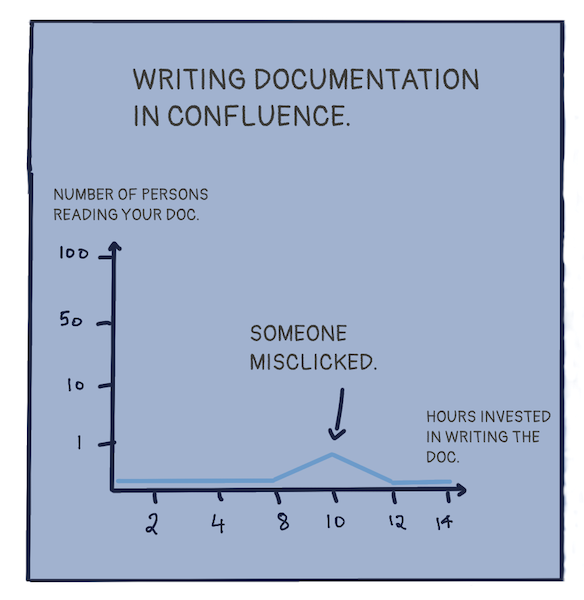 WRITING DOCUMENTATION
IN CONFLUENCE.
NUMBER OF PERSONS
READING YOUR DOC.
100
50
10
1
SOMEONE
MISCLICKED.
HOURS INVESTED
IN WRITING THE
DOC.
2 4 8 10 12 14